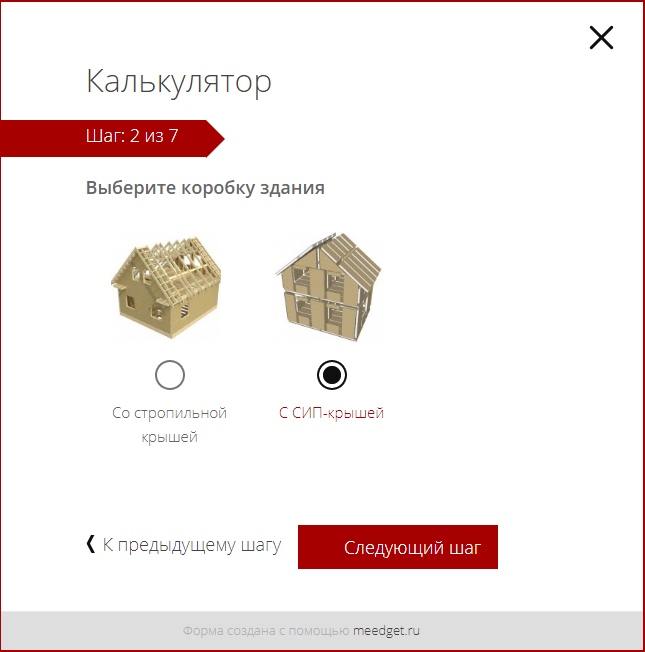 Калькулятор
Шаг: 2 из 7
Выберите коробку здания
Со стропильной
крышей
С СИП-крышей
К предыдущему шагу
Следующий шаг
Форма создана с помощью meedget.ru